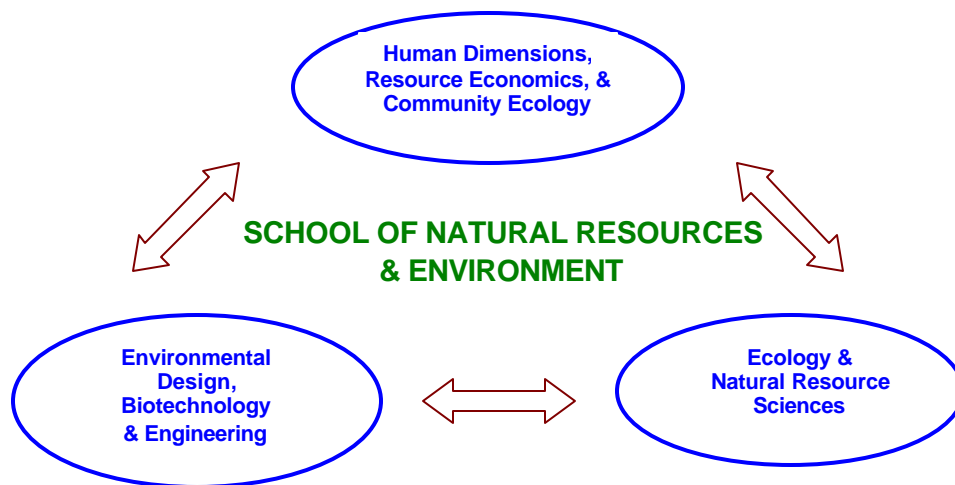 Human Dimensions,
Resource Economics, &
Community Ecology
SCHOOL OF NATURAL RESOURCES
& ENVIRONMENT
Environmental
Design,
Biotechnology
& Engineering
Ecology &
Natural Resource
Sciences